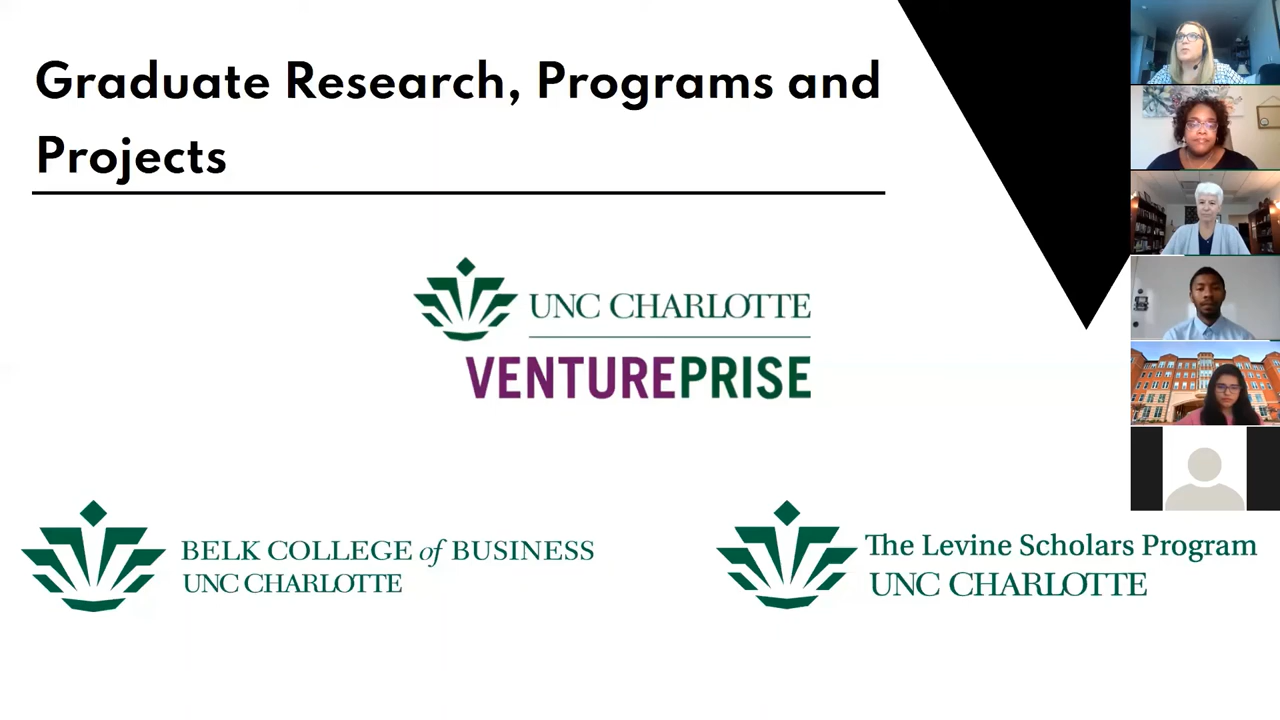 Graduate Research, Programs and
Projects
UNC CHARLOTTE
VENTUREPRISE
BELK COLLEGE of BUSINESS
UNC CHARLOTTE
The Levine Scholars Program
UNC CHARLOTTE